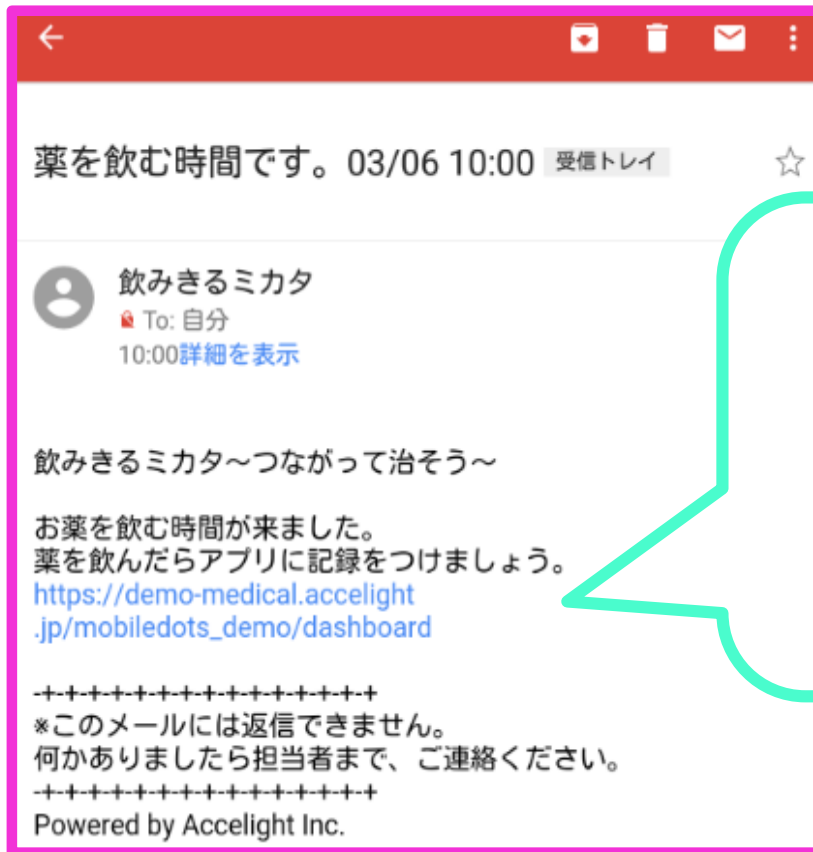 薬を飲む時間です。03/06 10:00 受信トレイ
飲みきるミカタ
To: 自分
10:00詳細を表示
飲みきるミカタ～つながって治そう～
お薬を飲む時間が来ました。
薬を飲んだらアプリに記録をつけましょう。
https://demo-medical.accelight
.jp/mobiledots_demo/dashboard
-+-+-+-+-+-+-+-+-+-+-+-+-+-+-+
※このメールには返信できません。
何かありましたら担当者まで、ご連絡ください。
-+-+-+-+-+-+-+-+-+-+-+-+-+-+-+
Powered by Accelight Inc.